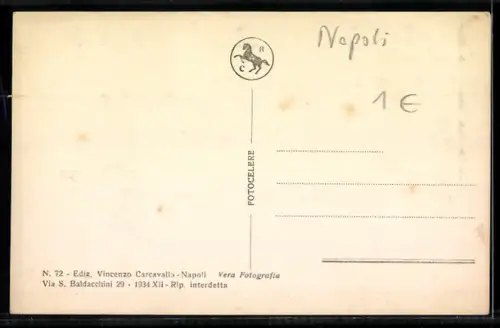 Napoli
R
C
1 €
FOTOCELERE
N. 72 - Ediz. Vincenzo Carcavallo - Napoli Vera Fotografia
Via S. Baldacchini 29 - 1934 XII - Rip. interdetta